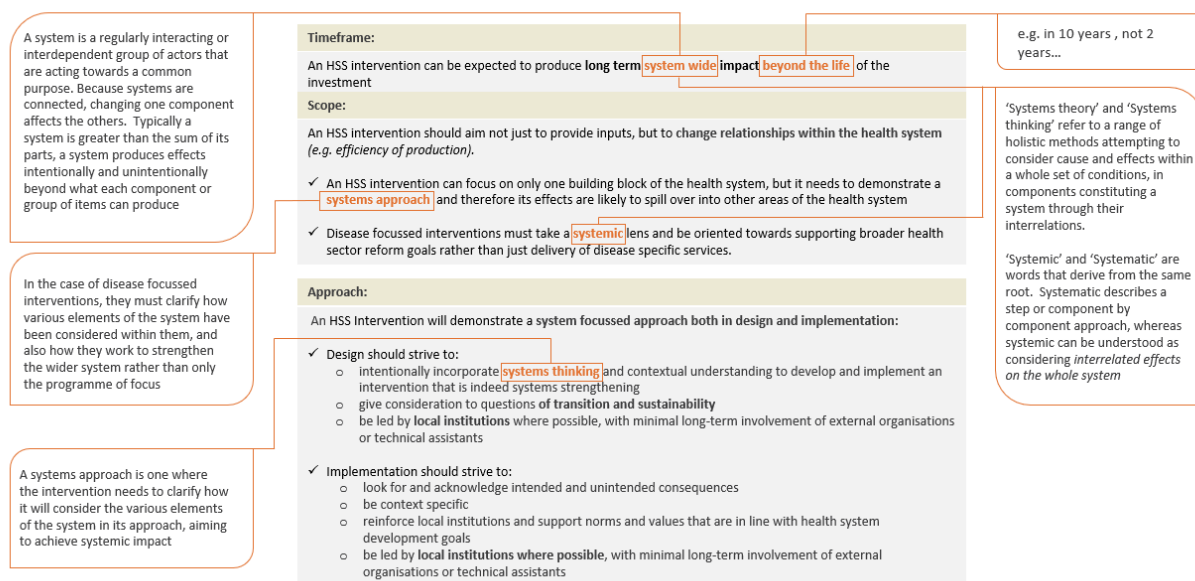 A system is a regularly interacting or
interdependent group of actors that
are acting towards a common
purpose. Because systems are
connected, changing one component
affects the others.  Typically a
system is greater than the sum of its
parts, a system produces effects
intentionally and unintentionally
beyond what each component or
group of items can produce
In the case of disease focussed
interventions, they must clarify how
various elements of the system have
been considered within them, and
also how they work to strengthen
the wider system rather than only
the programme of focus
A systems approach is one where
the intervention needs to clarify how
it will consider the various elements
of the system in its approach, aiming
to achieve systemic impact
Timeframe:
An HSS intervention can be expected to produce long term system wide impact beyond the life of the
investment
Scope:
An HSS intervention should aim not just to provide inputs, but to change relationships within the health system
(e.g. efficiency of production).
✓ An HSS intervention can focus on only one building block of the health system, but it needs to demonstrate a
systems approach and therefore its effects are likely to spill over into other areas of the health system
✓ Disease focussed interventions must take a systemic lens and be oriented towards supporting broader health
sector reform goals rather than just delivery of disease specific services.
Approach:
An HSS Intervention will demonstrate a system focussed approach both in design and implementation:
✓ Design should strive to:
o intentionally incorporate systems thinking and contextual understanding to develop and implement an
intervention that is indeed systems strengthening
o give consideration to questions of transition and sustainability
o be led by local institutions where possible, with minimal long-term involvement of external organisations
or technical assistants
✓ Implementation should strive to:
o look for and acknowledge intended and unintended consequences
o be context specific
o reinforce local institutions and support norms and values that are in line with health system
development goals
o be led by local institutions where possible, with minimal long-term involvement of external
organisations or technical assistants
e.g. in 10 years , not 2
years…
‘Systems theory’ and ‘Systems
thinking’ refer to a range of
holistic methods attempting to
consider cause and effects within
a whole set of conditions, in
components constituting a
system through their
interrelations.
‘Systemic’ and ‘Systematic’ are
words that derive from the same
root.  Systematic describes a
step or component by
component approach, whereas
systemic can be understood as
considering interrelated effects
on the whole system